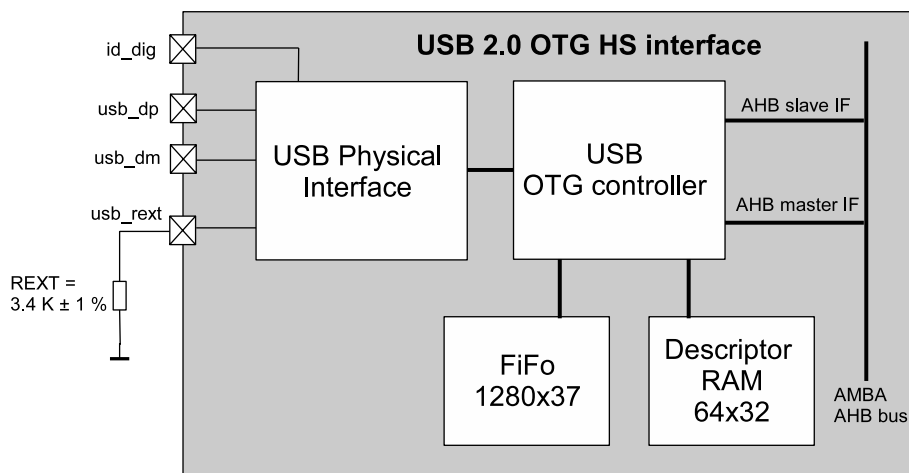 USB 2.0 OTG HS interface
id_dig
usb_dp
usb_dm
usb_rext
REXT =
3.4 K ± 1 %
USB Physical
Interface
USB
OTG controller
AHB slave IF
AHB master IF
FiFo
1280x37
Descriptor
RAM
64x32
AMBA
AHB bus